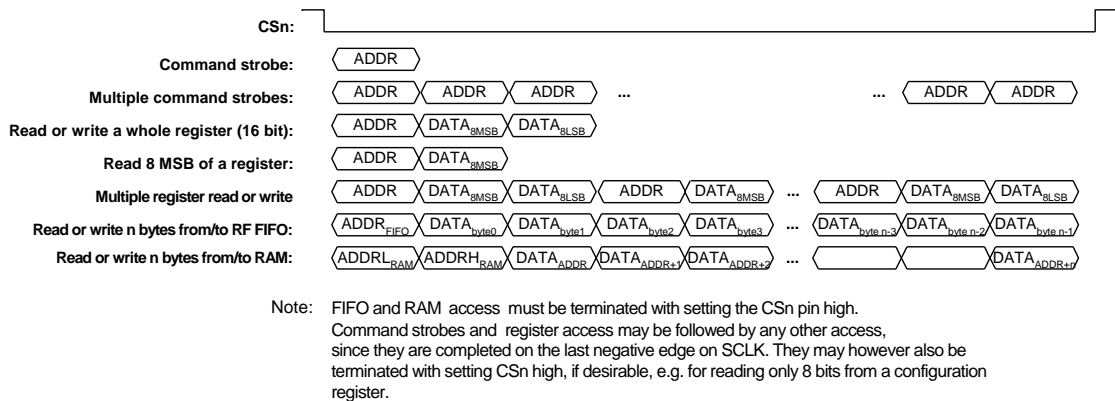 CSn:
Command strobe: ADDR
Multiple command strobes: ADDR ADDR ADDR ... ... ADDR ADDR
Read or write a whole register (16 bit): ADDR DATA8MSB DATA8LSB
Read 8 MSB of a register: ADDR DATA8MSB
Multiple register read or write ADDR DATA8MSB DATA8LSB ADDR DATA8MSB ... ADDR DATA8MSB DATA8LSB
Read or write n bytes from/to RF FIFO: ADDRFIFO DATAbyte0 DATAbyte1 DATAbyte2 DATAbyte3 ... DATAbyte n-3 DATAbyte n-2 DATAbyte n-1
Read or write n bytes from/to RAM: ADDRLRAM ADDRHRAM DATAADDR DATAADDR+1 DATAADDR+2 ... DATAADDR+n
Note: FIFO and RAM access must be terminated with setting the CSn pin high.
Command strobes and register access may be followed by any other access,
since they are completed on the last negative edge on SCLK. They may however also be
terminated with setting CSn high, if desirable, e.g. for reading only 8 bits from a configuration
register.